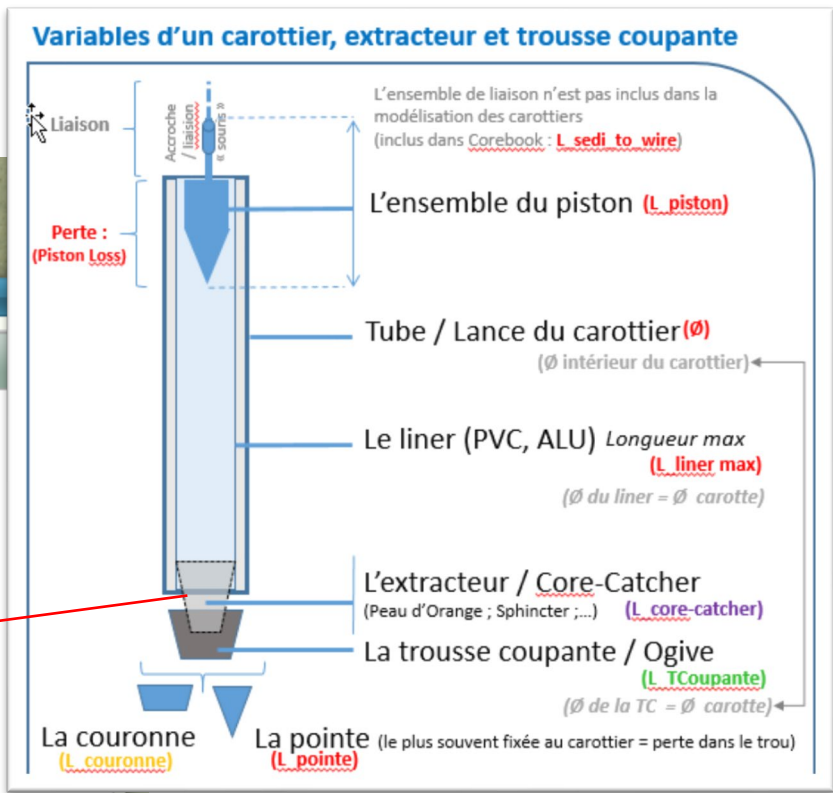 Variables d'un carottier, extracteur et trousse coupante
Liaison
Accroche
/ liaision
« souris »
L'ensemble de liaison n'est pas inclus dans la
modélisation des carottiers
(inclus dans Corebook : L_sedi_to_wire)
L'ensemble du piston (L_piston)
Perte :
(Piston Loss)
Tube / Lance du carottier (Ø)
(Ø intérieur du carottier)
Le liner (PVC, ALU) Longueur max
(L_liner max)
(Ø du liner = Ø carotte)
L'extracteur / Core-Catcher
(Peau d'Orange ; Sphincter ;...) (L_core-catcher)
La trousse coupante / Ogive
(L_TCoupante)
(Ø de la TC = Ø carotte)
La couronne
(L_couronne)
La pointe (le plus souvent fixée au carottier = perte dans le trou)
(L_pointe)